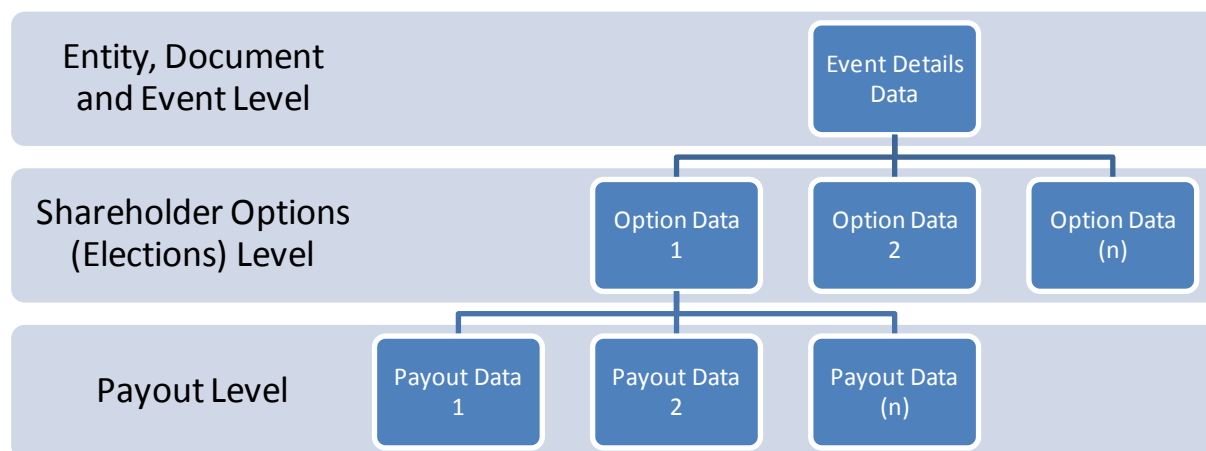 Entity, Document
and Event Level
Event Details
Data
Shareholder Options
(Elections) Level
Option Data
1
Option Data
2
Option Data
(n)
Payout Level
Payout Data
1
Payout Data
2
Payout Data
(n)